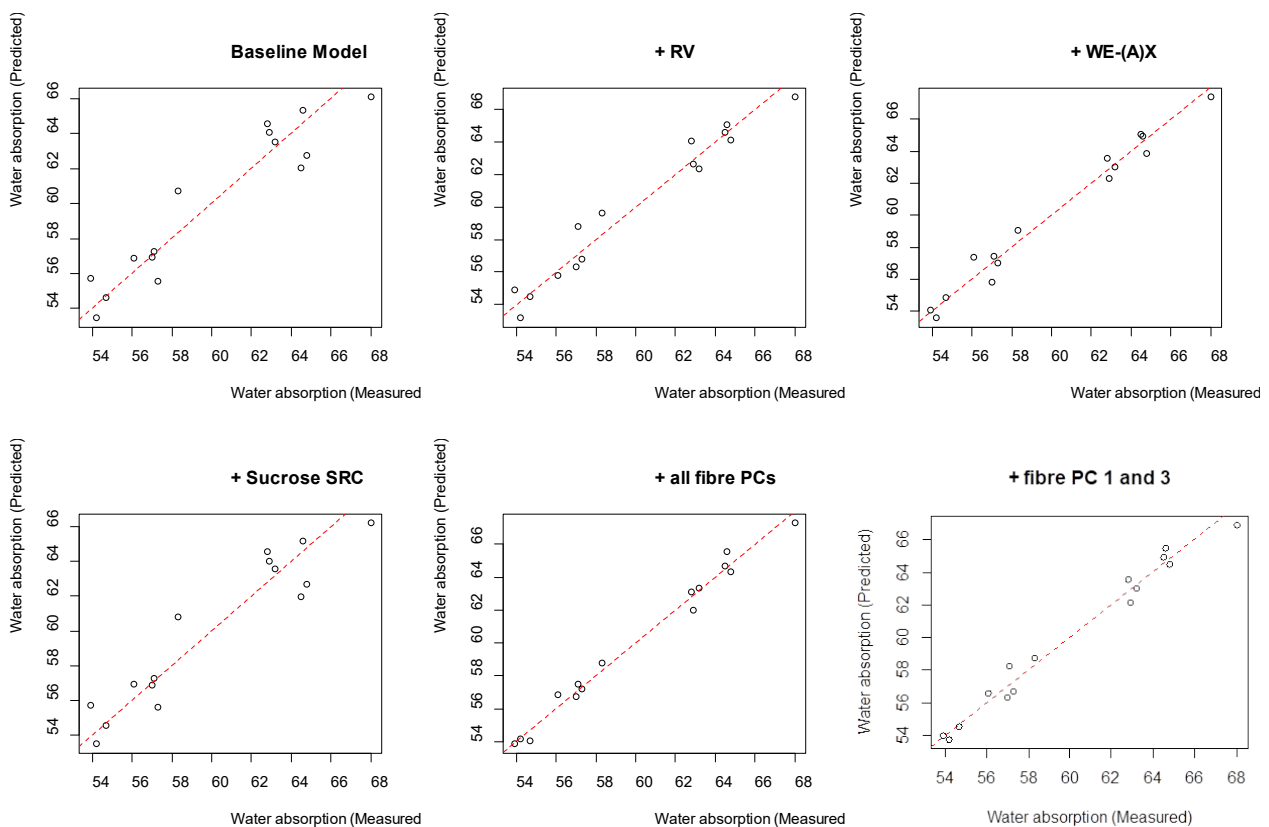 Baseline Model
Water absorption (Predicted)
66
64
62
60
58
56
54
54 56 58 60 62 64 66 68
Water absorption (Measured
+ RV
Water absorption (Predicted)
66
64
62
60
58
56
54
54 56 58 60 62 64 66 68
Water absorption (Measured
+ WE-(A)X
Water absorption (Predicted)
66
64
62
60
58
56
54
54 56 58 60 62 64 66 68
Water absorption (Measured
+ Sucrose SRC
Water absorption (Predicted)
66
64
62
60
58
56
54
54 56 58 60 62 64 66 68
Water absorption (Measured
+ all fibre PCs
Water absorption (Predicted)
66
64
62
60
58
56
54
54 56 58 60 62 64 66 68
Water absorption (Measured
+ fibre PC 1 and 3
Water absorption (Predicted)
66
64
62
60
58
56
54
54 56 58 60 62 64 66 68
Water absorption (Measured)